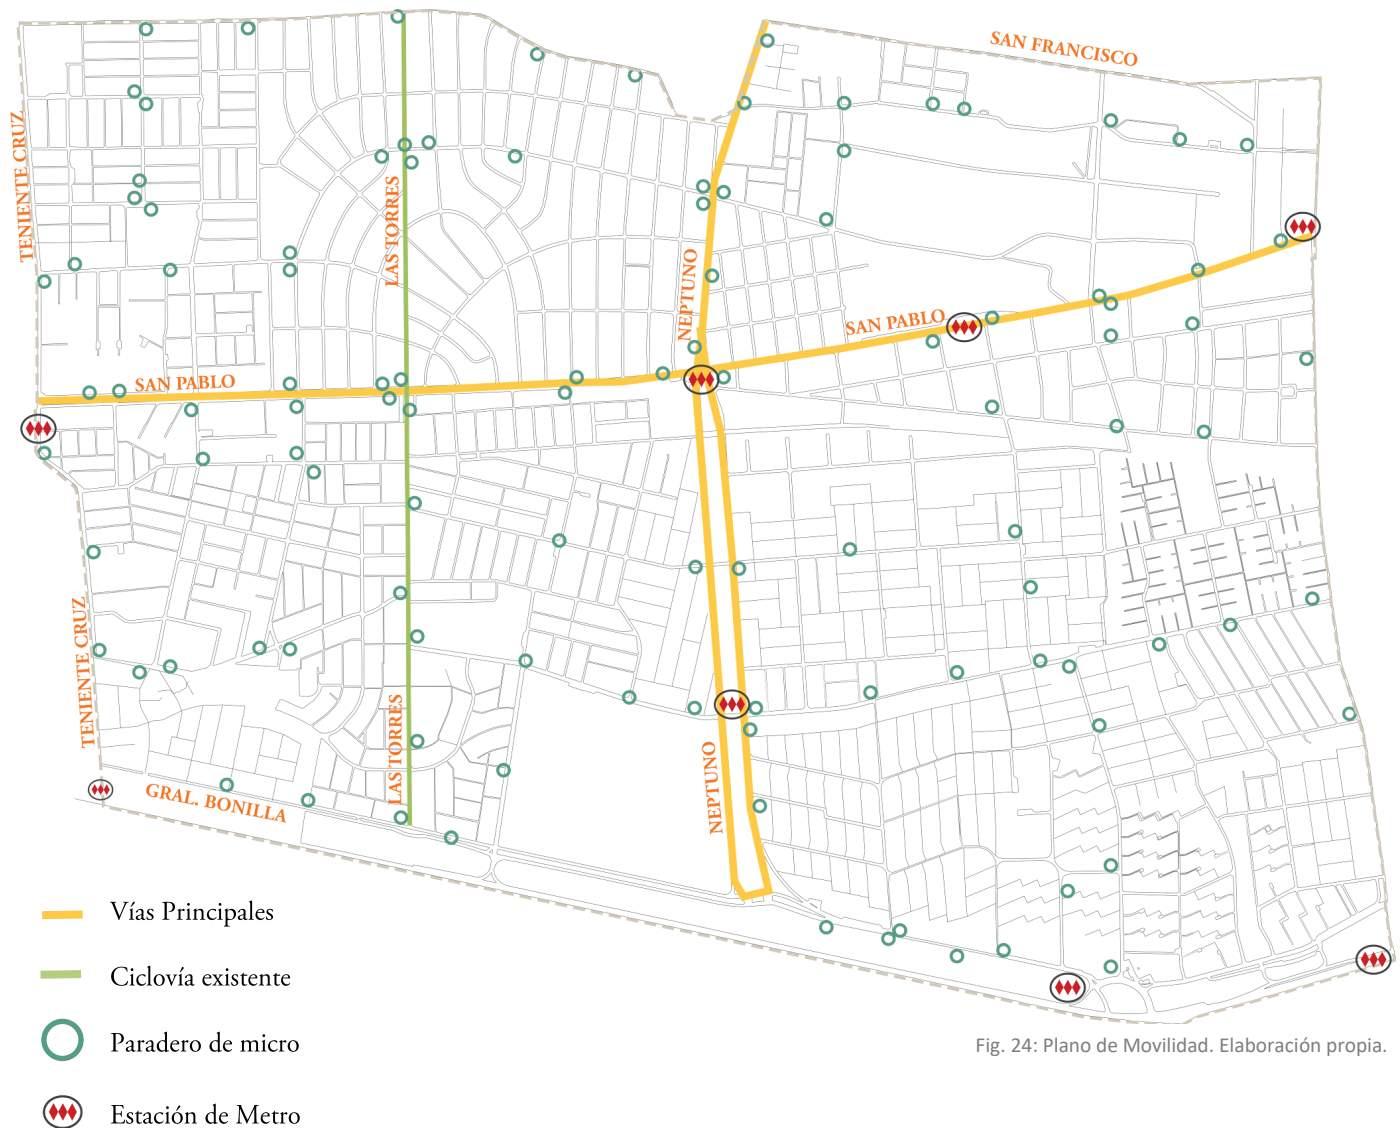 SAN FRANCISCO
TENIENTE CRUZ
LAS TORRES
NEPTUNO
SAN PABLO
SAN PABLO
TENIENTE CRUZ
LAS TORRES
NEPTUNO
GRAL. BONILLA
Vías Principales
Ciclovía existente
Paradero de micro
Estación de Metro
Fig. 24: Plano de Movilidad. Elaboración propia.